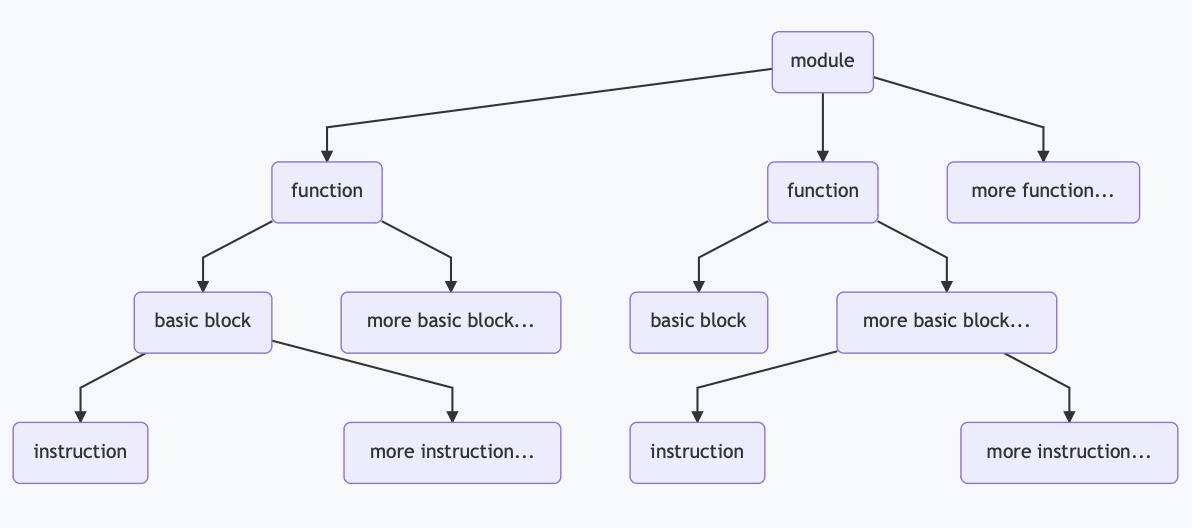 module
function
function
more function...
basic block
more basic block...
basic block
more basic block...
instruction
more instruction...
instruction
more instruction...